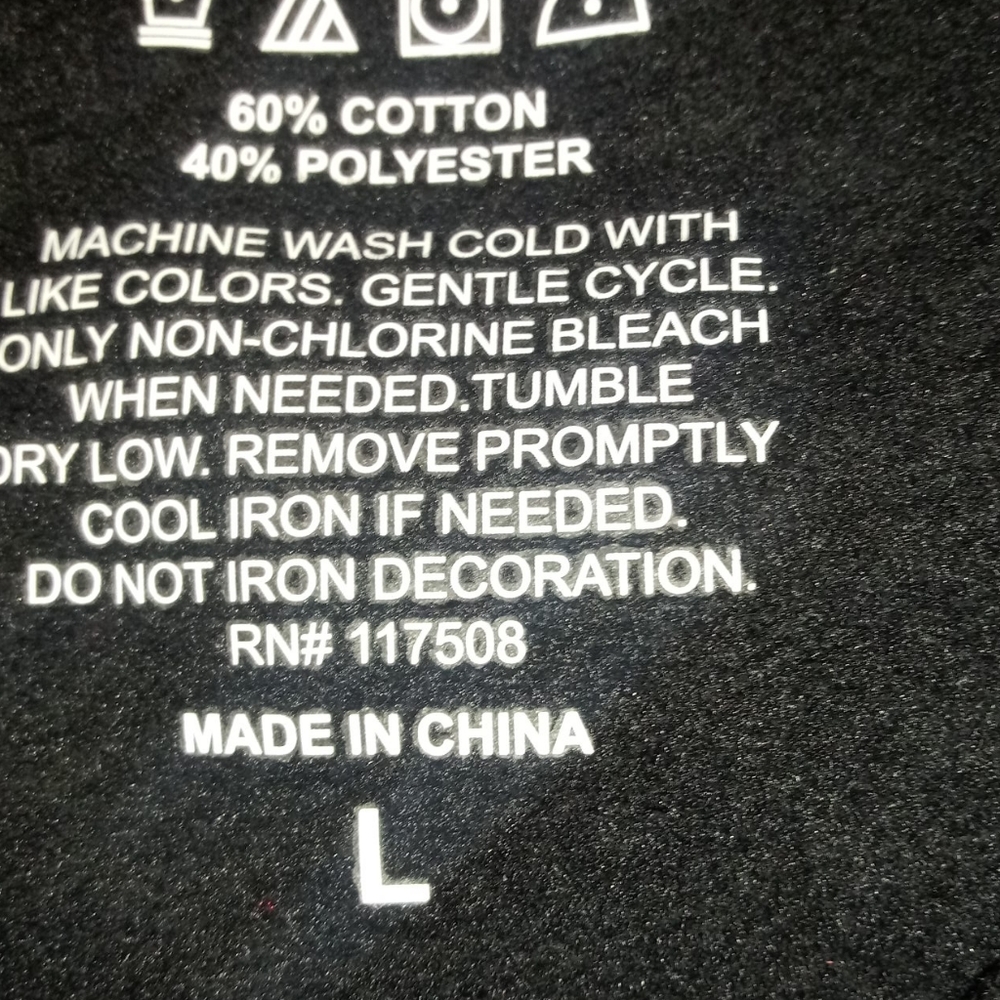 60% COTTON
40% POLYESTER
MACHINE WASH COLD WITH
LIKE COLORS. GENTLE CYCLE.
ONLY NON-CHLORINE BLEACH
WHEN NEEDED.TUMBLE
DRY LOW. REMOVE PROMPTLY
COOL IRON IF NEEDED.
DO NOT IRON DECORATION.
RN# 117508
MADE IN CHINA
L